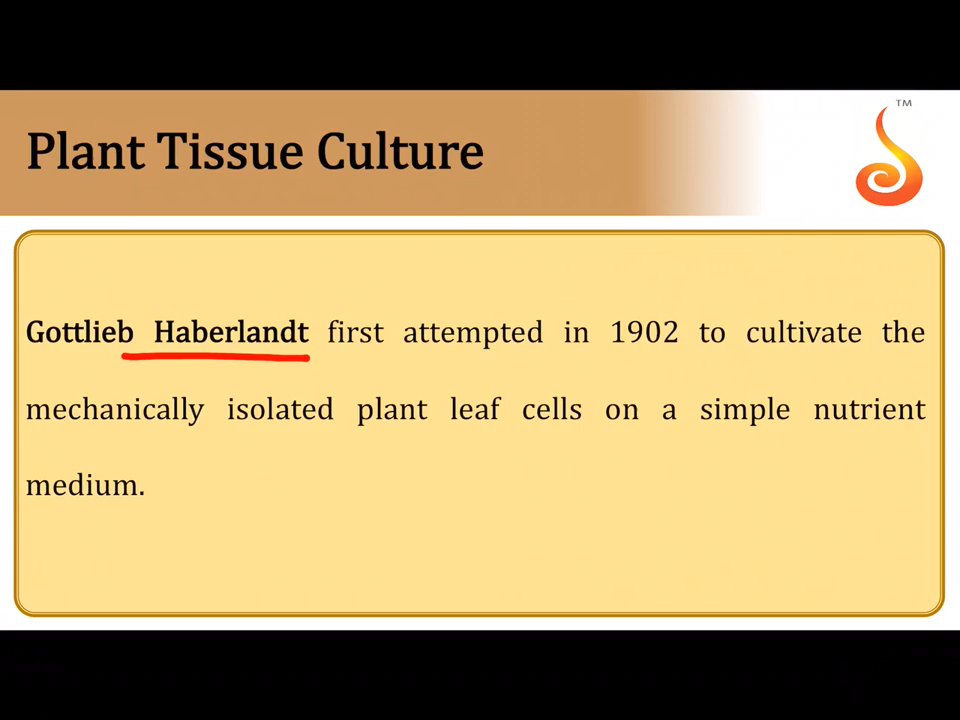 TM
Plant Tissue Culture
Gottlieb Haberlandt first attempted in 1902 to cultivate the
mechanically isolated plant leaf cells on a simple nutrient
medium.